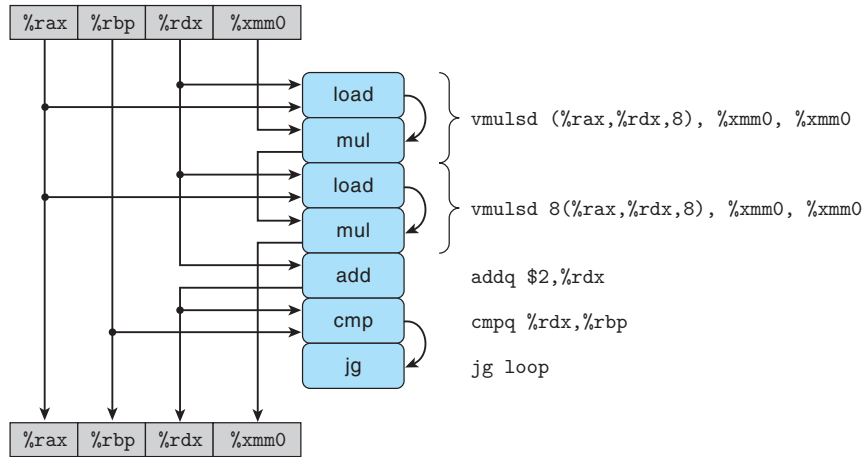 %rax %rbp %rdx %xmm0
load
mul
vmulsd (%rax,%rdx,8), %xmm0, %xmm0
load
mul
vmulsd 8(%rax,%rdx,8), %xmm0, %xmm0
add
addq $2,%rdx
cmp
cmpq %rdx,%rbp
jg
jg loop
%rax %rbp %rdx %xmm0